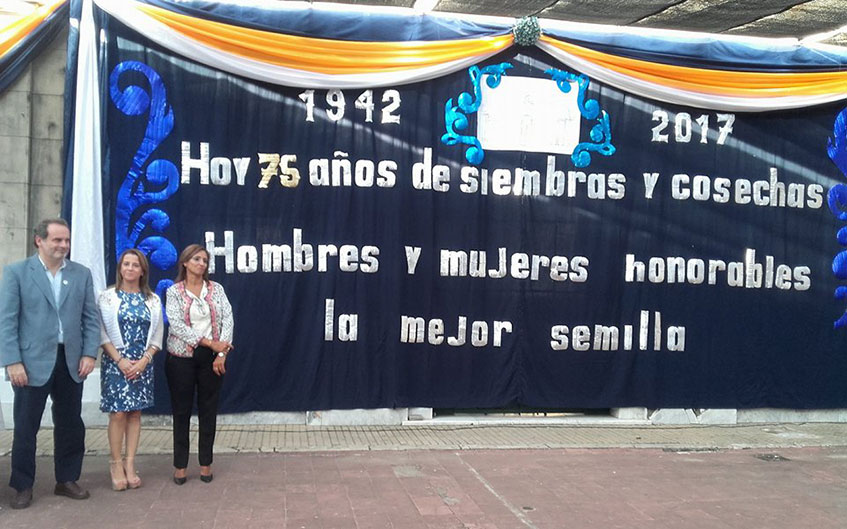 1942 2017
Hoy 75 años de siembras y cosechas
Hombres y mujeres honorables
la mejor semilla